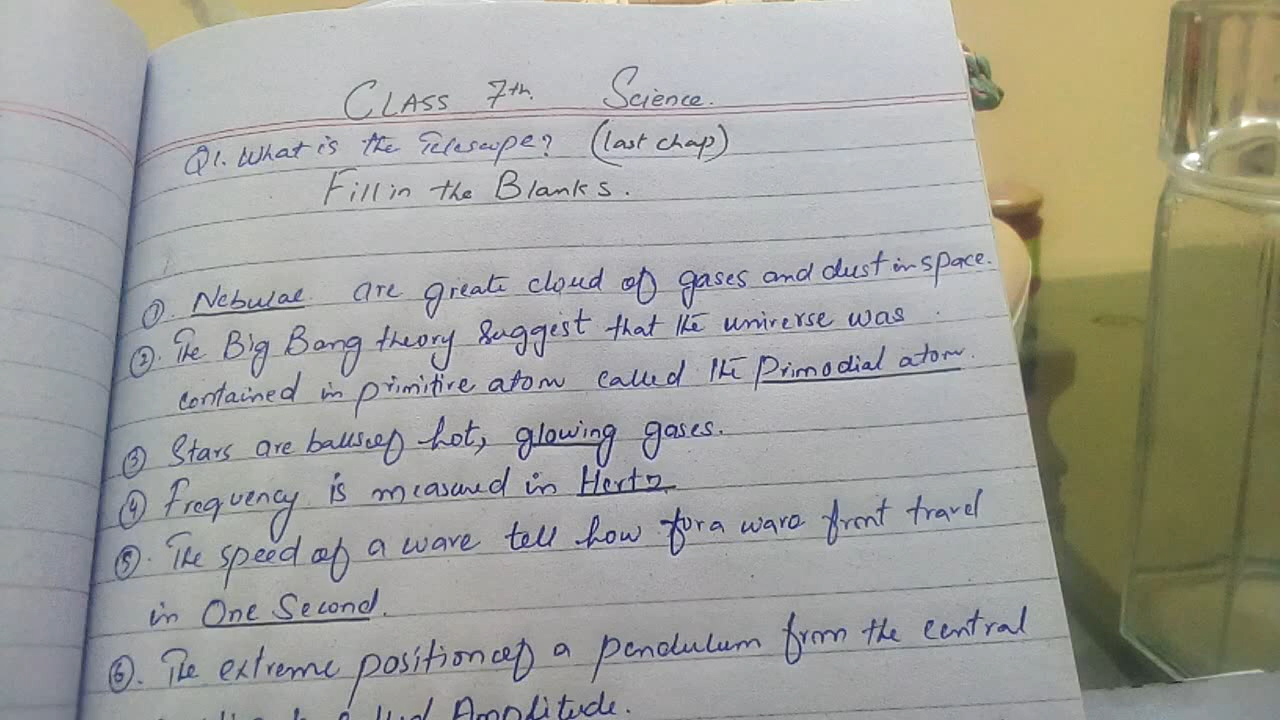 CLASS 7th. Science.
Q1. What is the Telescope? (last chap)
Fill in the Blanks.
①. Nebulae are great cloud of gases and dust in space.
②. The Big Bang theory suggest that the universe was
contained in primitive atom called the Primodial atom.
③ Stars are balls of hot, glowing gases.
④ Frequency is measured in Hertz
⑤. The speed of a wave tell how for a wave front travel
in One Second.
⑥. The extreme position of a pendulum from the central
Amplitude.